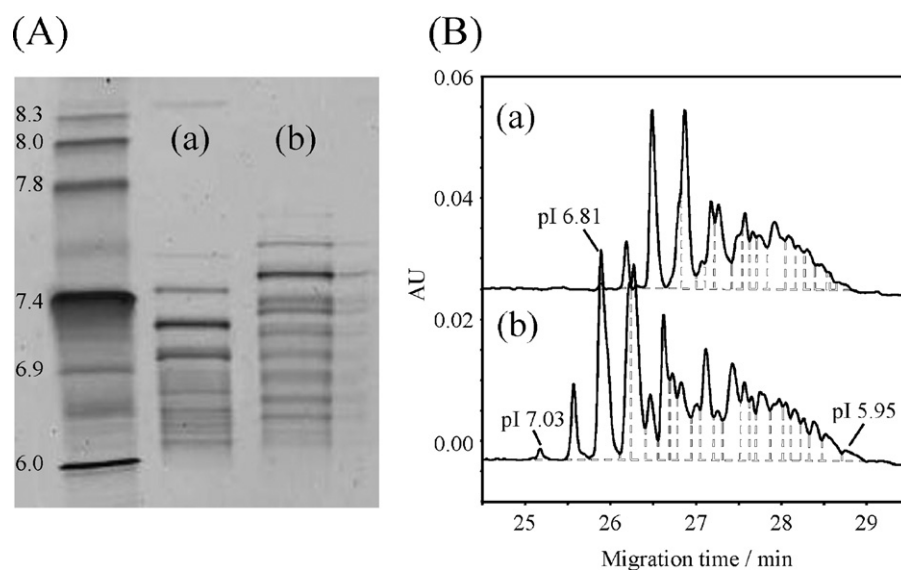 (A)
8.3
8.0
7.8
7.4
6.9
6.0
(a)
(b)
(B)
0.06
0.04
0.02
0.00
AU
(a)
pI 6.81
(b)
pI 7.03
pI 5.95
25
26
27
28
29
Migration time / min